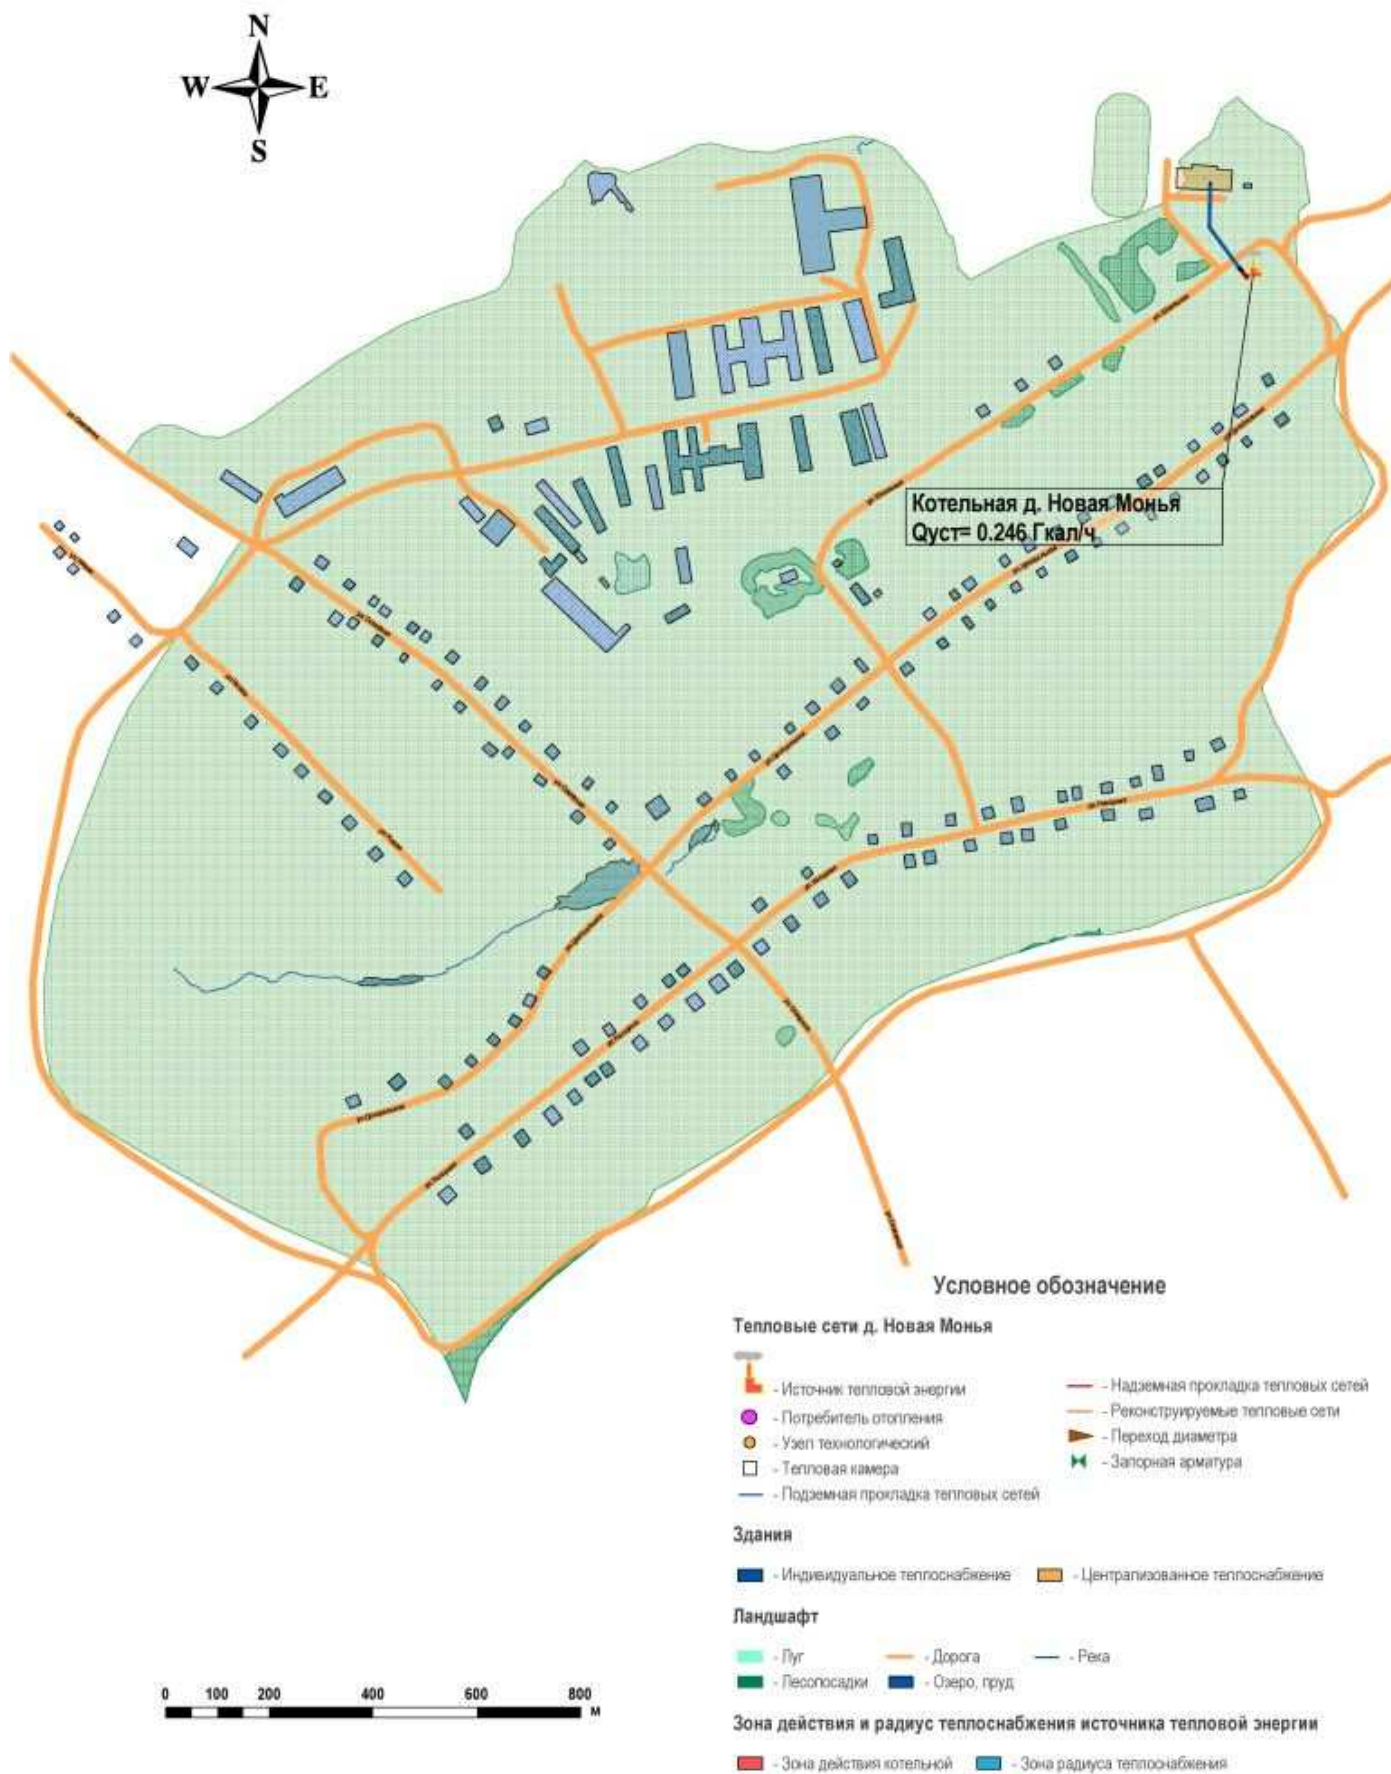 N
W E
S
Котельная д. Новая Монья
Qуст= 0.246 Гкал/ч
Условное обозначение
Тепловые сети д. Новая Монья
- Источник тепловой энергии
- Потребитель отопления
- Узел технологический
- Тепловая камера
- Подземная прокладка тепловых сетей
- Надземная прокладка тепловых сетей
- Реконструируемые тепловые сети
- Переход диаметра
- Запорная арматура
Здания
- Индивидуальное теплоснабжение - Централизованное теплоснабжение
Ландшафт
- Луг - Дорога - Река
- Лесопосадки - Озеро, пруд
Зона действия и радиус теплоснабжения источника тепловой энергии
- Зона действия котельной - Зона радиуса теплоснабжения
0 100 200 400 600 800
м